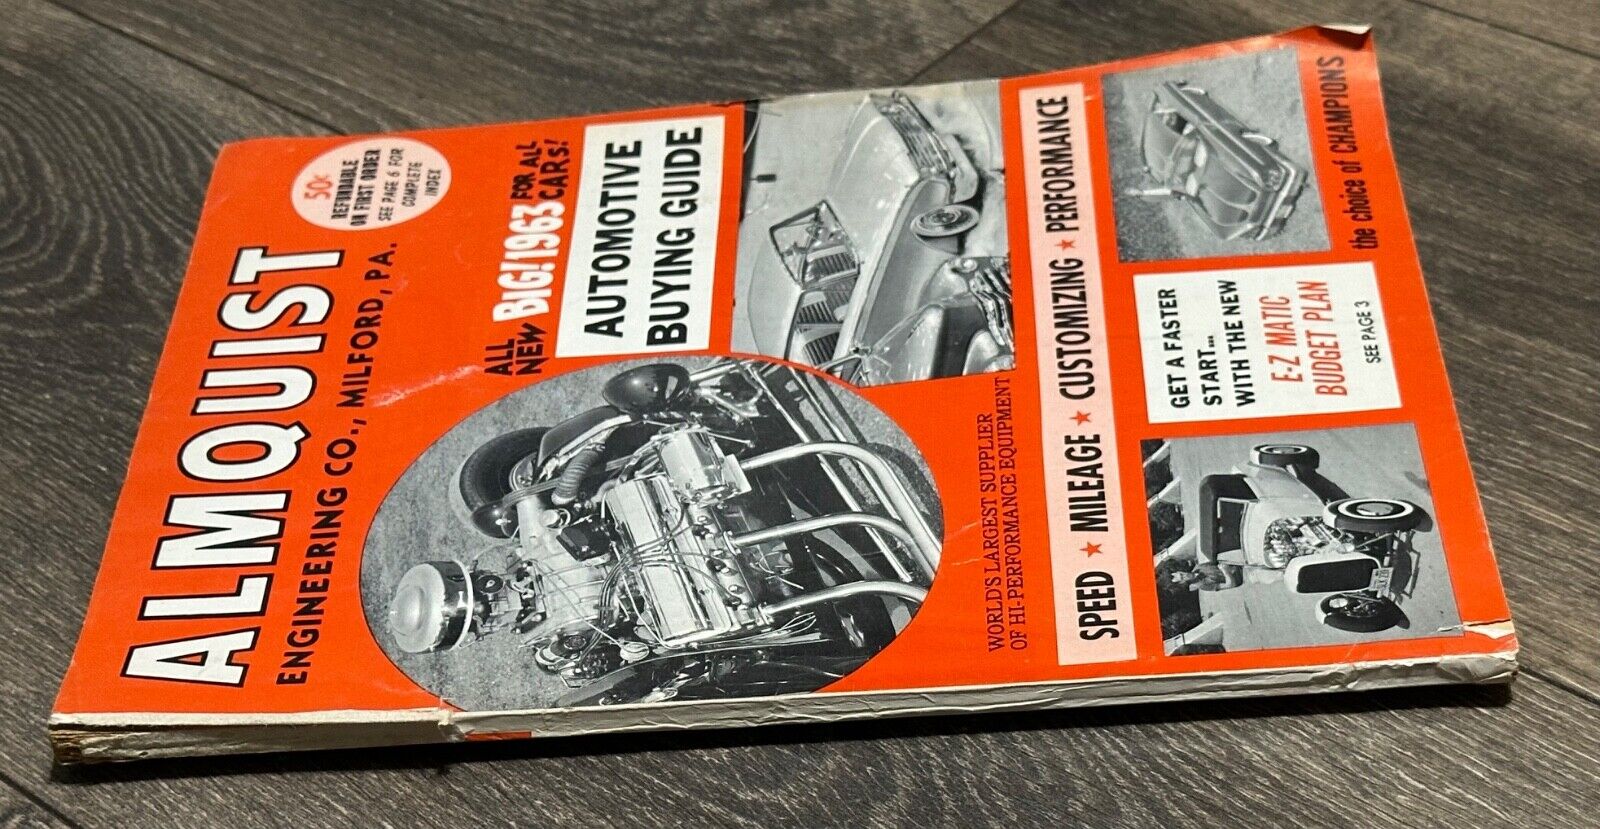 ALMQUIST
ENGINEERING CO., MILFORD, PA.
50¢
REFUNDABLE
ON FIRST ORDER
SEE PAGE 6 FOR
COMPLETE
INDEX
ALL
NEW
BIG! 1963
FOR ALL
CARS!
AUTOMOTIVE
BUYING GUIDE
WORLD'S LARGEST SUPPLIER
OF HI-PERFORMANCE EQUIPMENT
SPEED ★ MILEAGE ★ CUSTOMIZING ★ PERFORMANCE
GET A FASTER
START...
WITH THE NEW
E-Z MATIC
BUDGET PLAN
SEE PAGE 3
the choice of CHAMPIONS